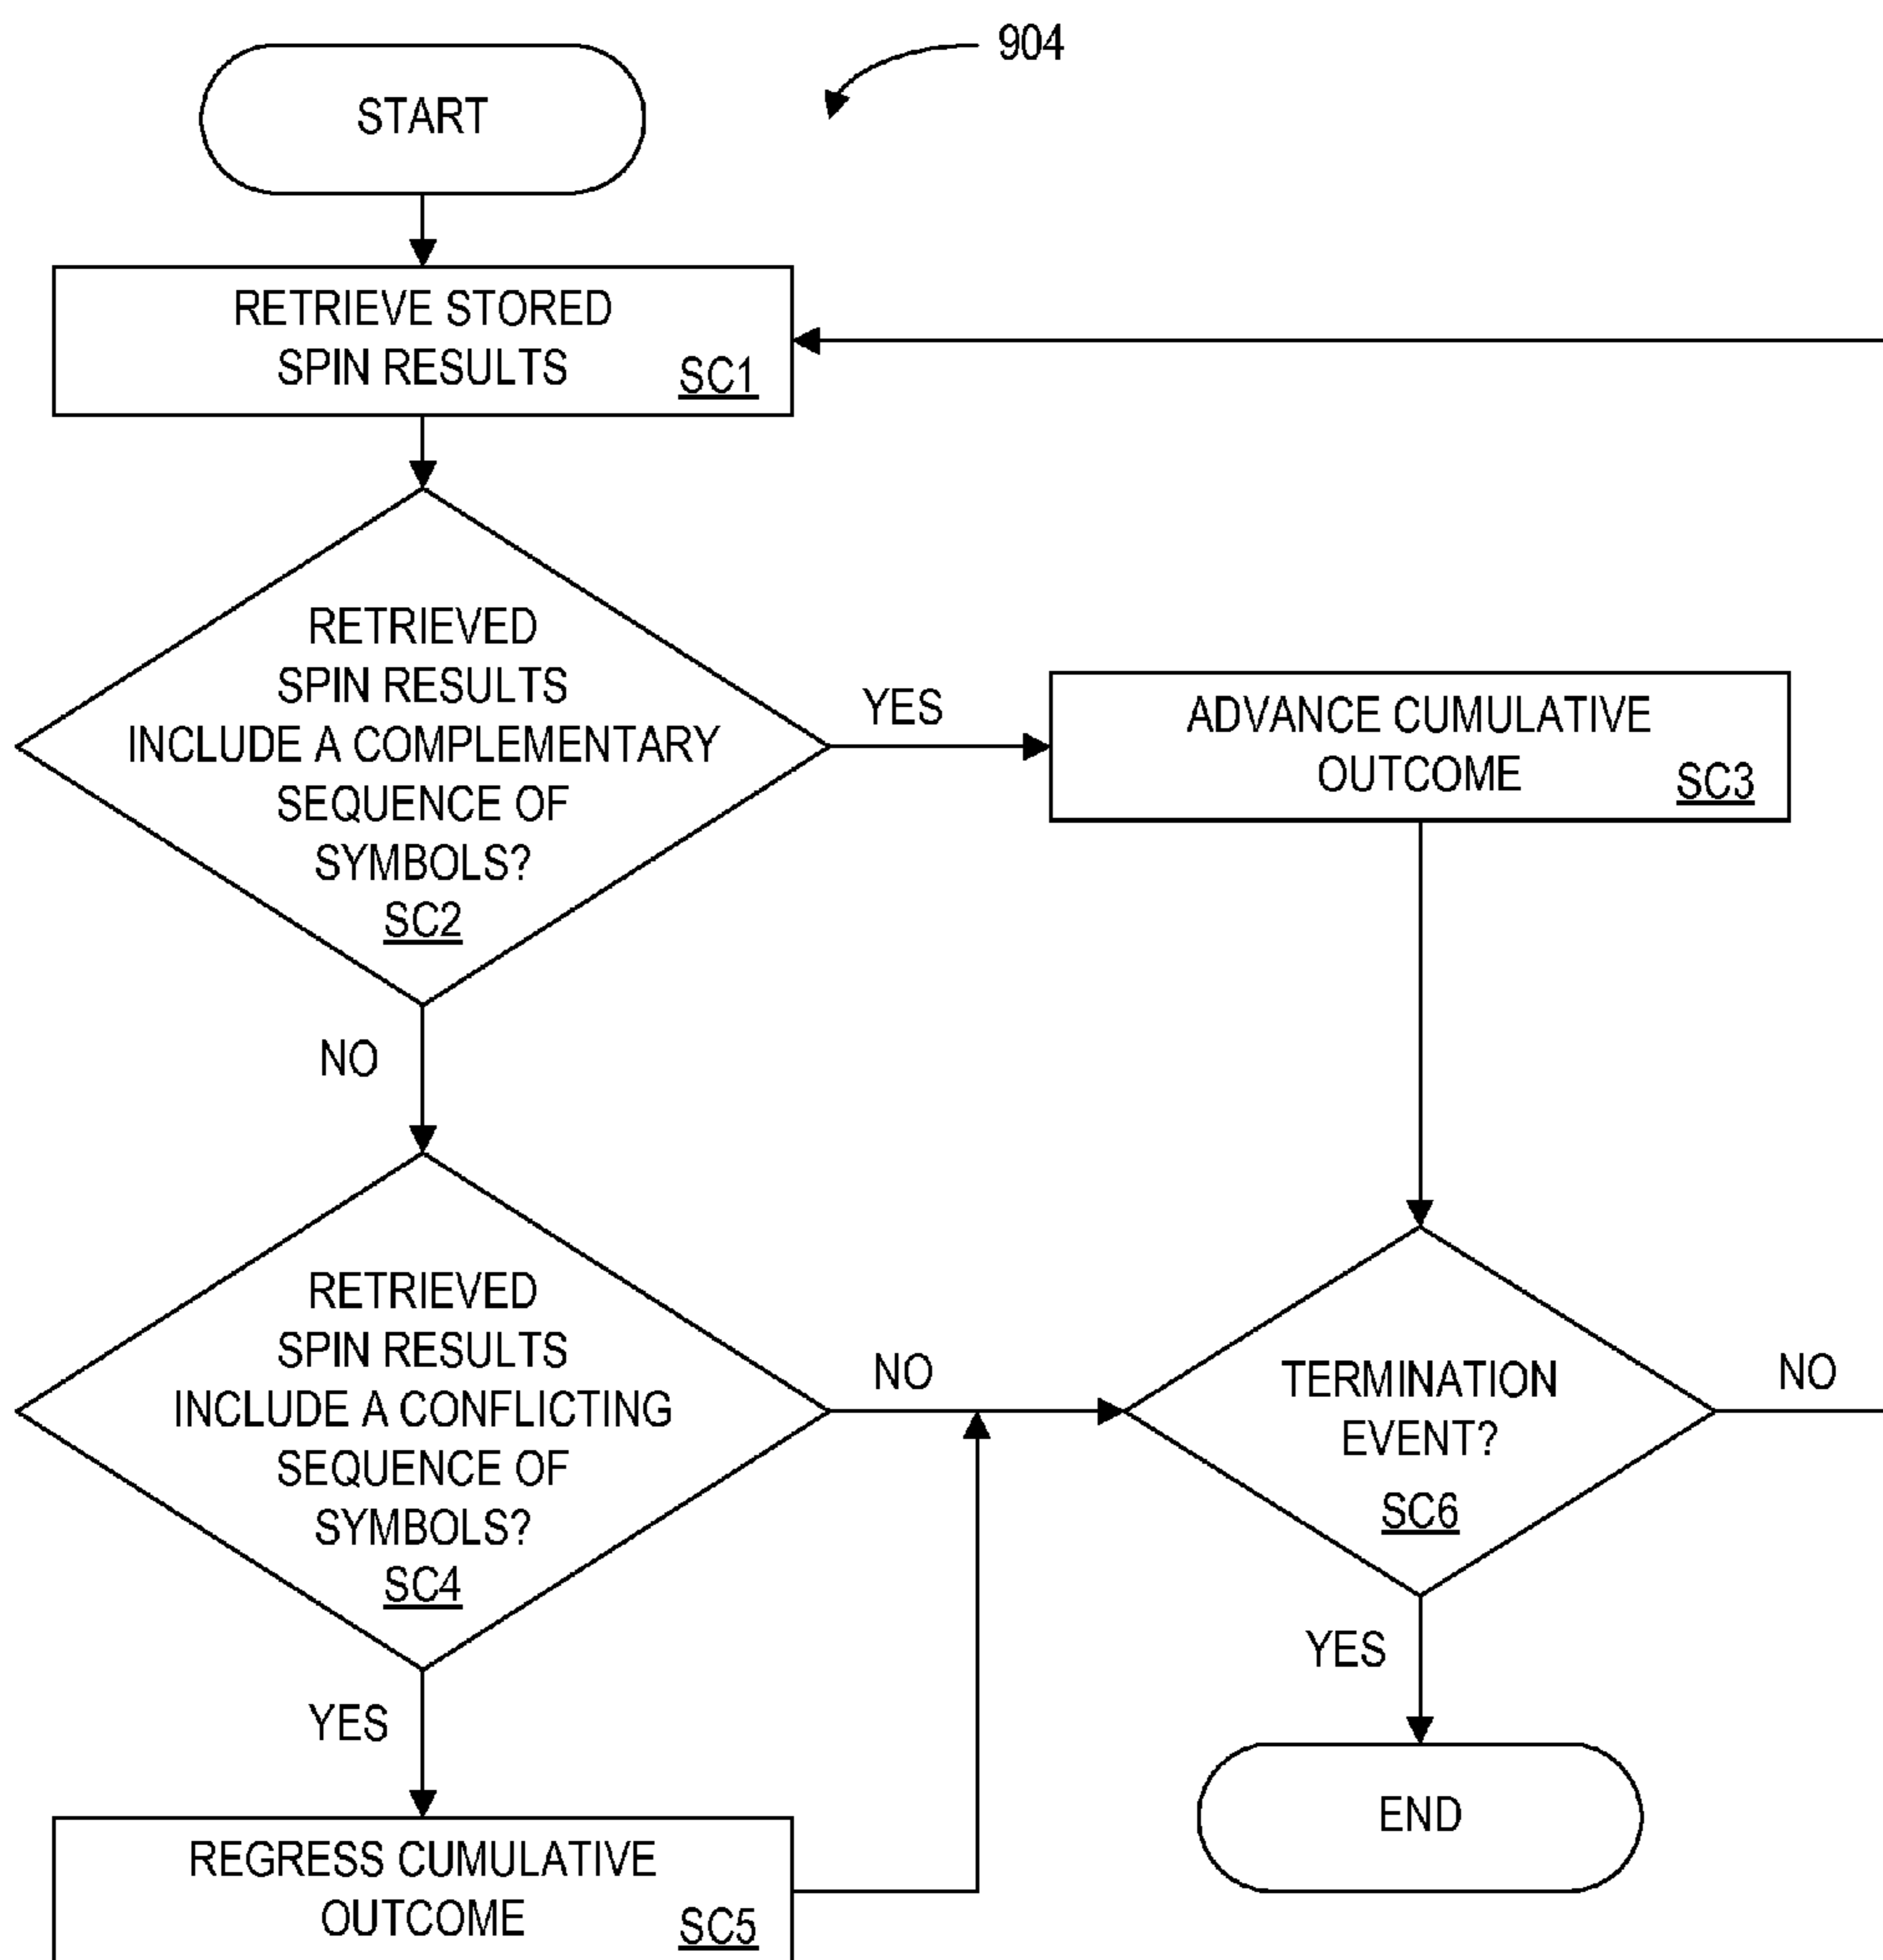 904
START
RETRIEVE STORED
SPIN RESULTS
SC1
RETRIEVED
SPIN RESULTS
INCLUDE A COMPLEMENTARY
SEQUENCE OF
SYMBOLS?
SC2
YES
ADVANCE CUMULATIVE
OUTCOME
SC3
NO
RETRIEVED
SPIN RESULTS
INCLUDE A CONFLICTING
SEQUENCE OF
SYMBOLS?
SC4
NO
TERMINATION
EVENT?
SC6
NO
YES
YES
REGRESS CUMULATIVE
OUTCOME
SC5
END